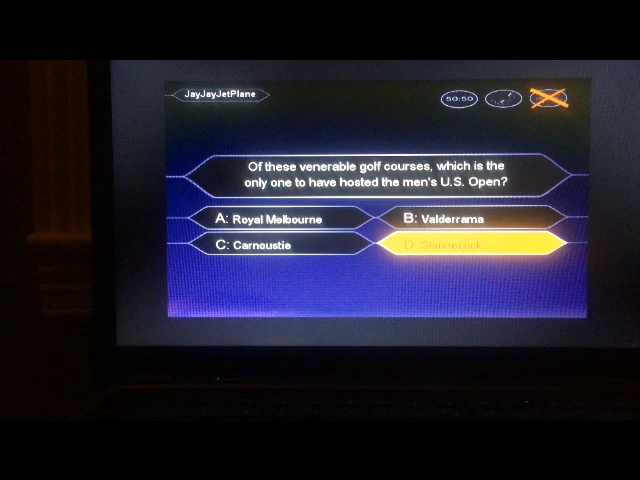 JayJayJetPlane
50:50
Of these venerable golf courses, which is the
only one to have hosted the men's U.S. Open?
A: Royal Melbourne
B: Valderrama
C: Carnoustie
D: Shinnecock